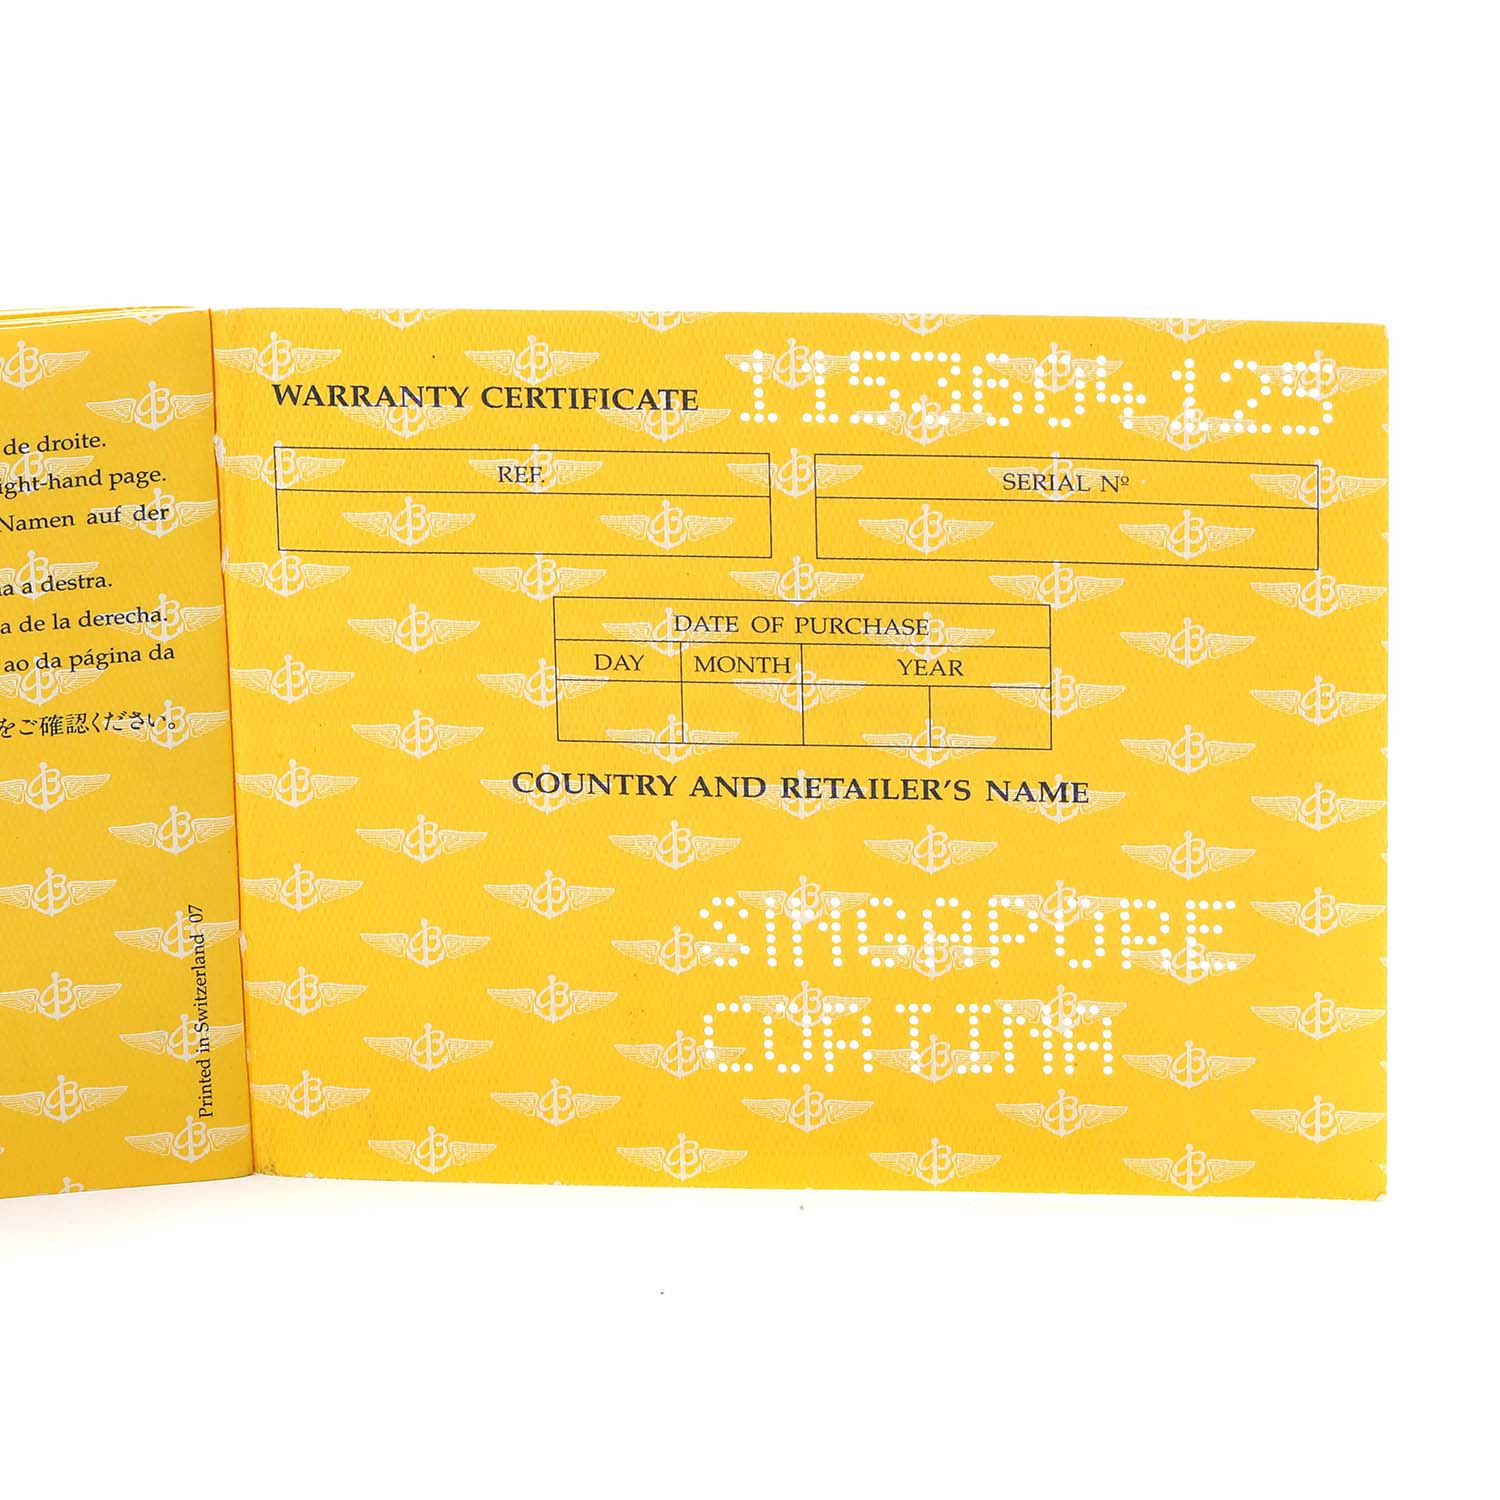 de droite.
ight-hand page.
Namen auf der
a a destra.
a de la derecha.
ao da página da
をご確認ください。
Printed in Switzerland 07
WARRANTY CERTIFICATE
1153604125
REF.
SERIAL Nº
DATE OF PURCHASE
DAY MONTH YEAR
COUNTRY AND RETAILER'S NAME
SINGAPORE
CORTINA